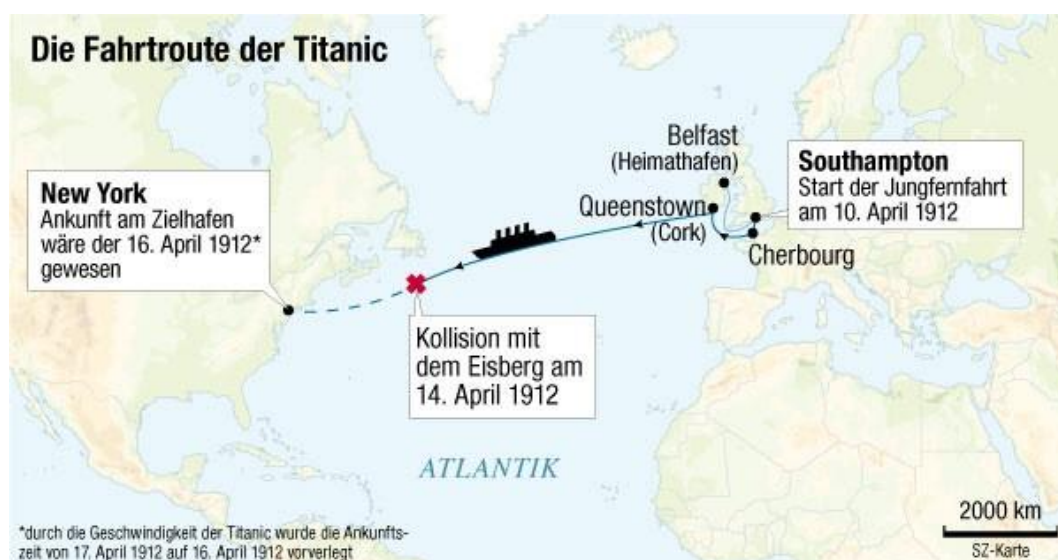 Die Fahrtroute der Titanic
Belfast
(Heimathafen)
Southampton
Start der Jungfernfahrt
am 10. April 1912
New York
Ankunft am Zielhafen
wäre der 16. April 1912*
gewesen
Queenstown
(Cork)
Cherbourg
Kollision mit
dem Eisberg am
14. April 1912
ATLANTIK
2000 km
*durch die Geschwindigkeit der Titanic wurde die Ankunfts-
zeit von 17. April 1912 auf 16. April 1912 vorverlegt
SZ-Karte